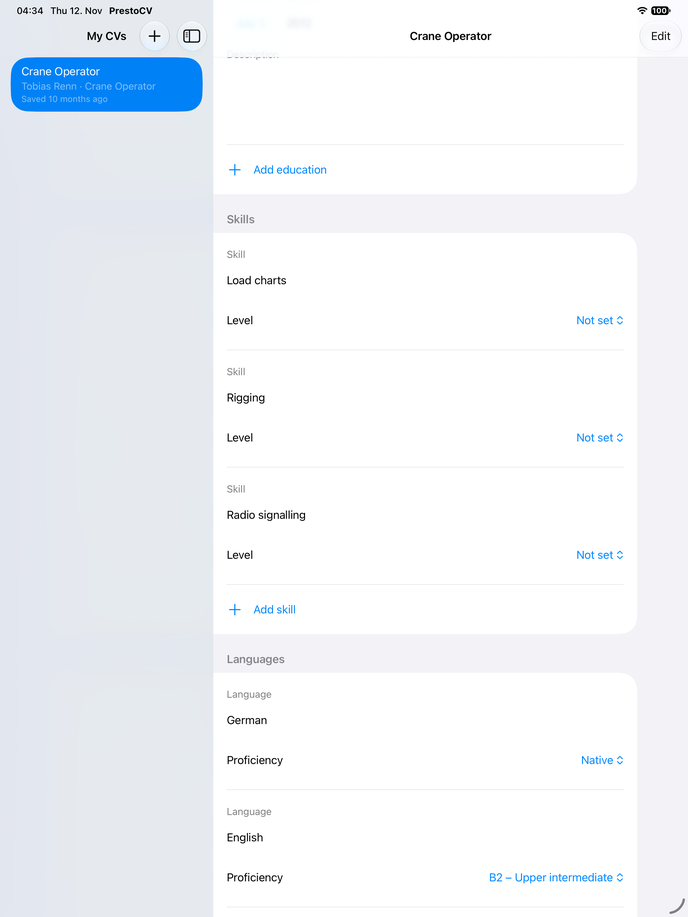 04:34 Thu 12. Nov PrestoCV
100
My CVs
Crane Operator
Edit
Crane Operator
Tobias Renn · Crane Operator
Saved 10 months ago
Description
Add education
Skills
Skill
Load charts
Level Not set
Skill
Rigging
Level Not set
Skill
Radio signalling
Level Not set
Add skill
Languages
Language
German
Proficiency Native
Language
English
Proficiency B2 – Upper intermediate